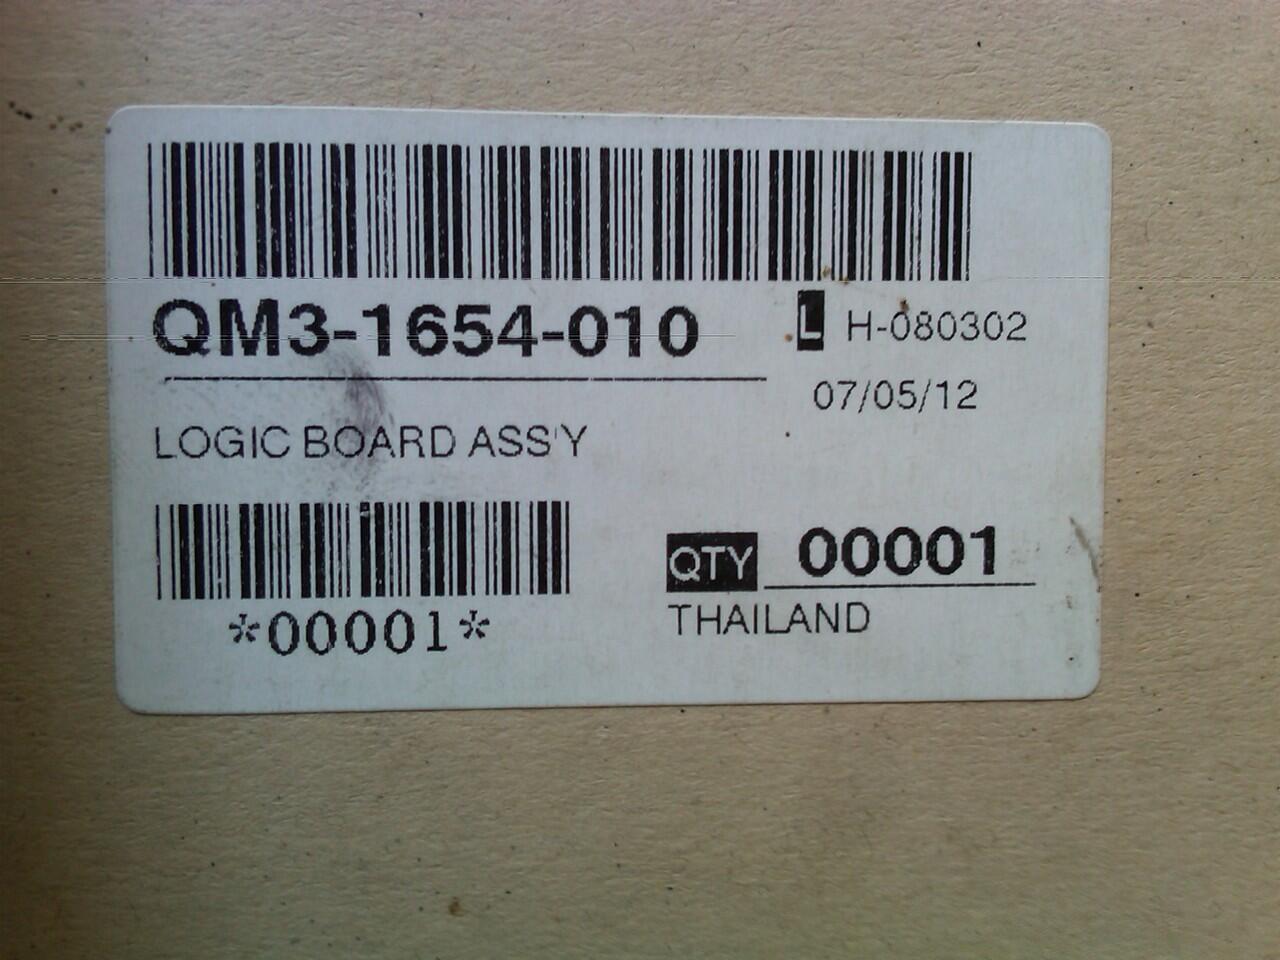 QM3-1654-010
L H-080302
07/05/12
LOGIC BOARD ASS'Y
QTY 00001
THAILAND
*00001*